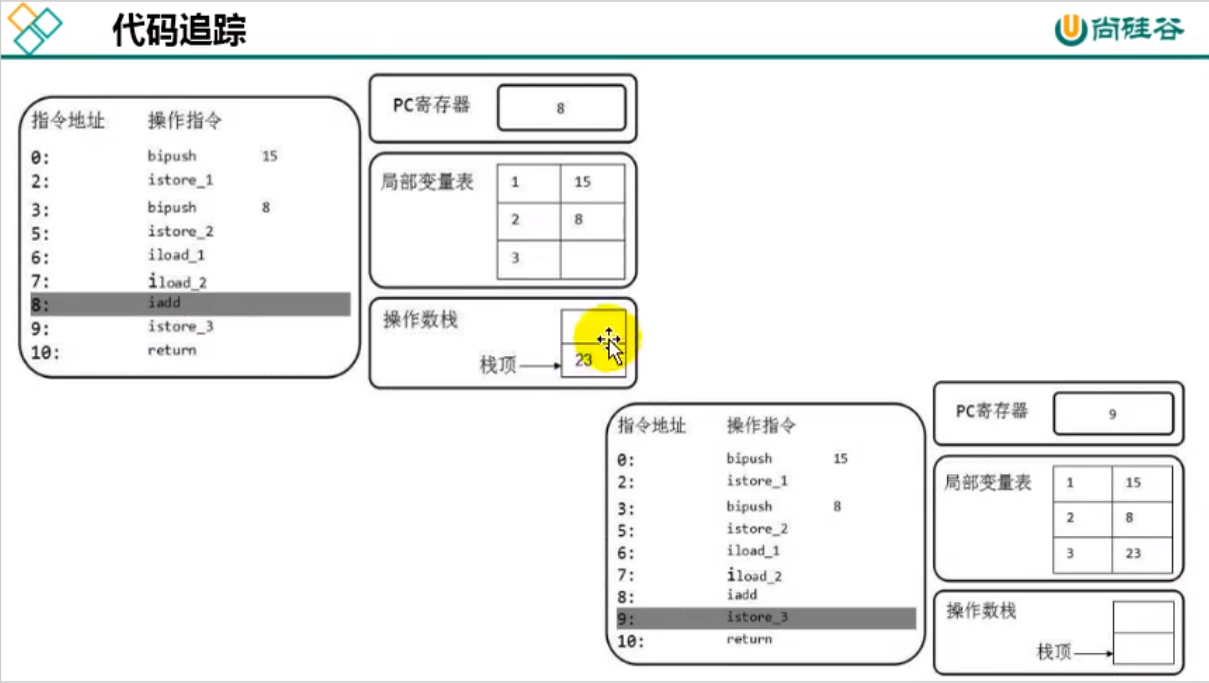 代码追踪
尚硅谷
指令地址 操作指令
0: bipush 15
2: istore_1
3: bipush 8
5: istore_2
6: iload_1
7: iload_2
8: iadd
9: istore_3
10: return
PC寄存器 8
局部变量表
1 15
2 8
3
操作数栈
栈顶 23
指令地址 操作指令
0: bipush 15
2: istore_1
3: bipush 8
5: istore_2
6: iload_1
7: iload_2
8: iadd
9: istore_3
10: return
PC寄存器 9
局部变量表
1 15
2 8
3 23
操作数栈
栈顶